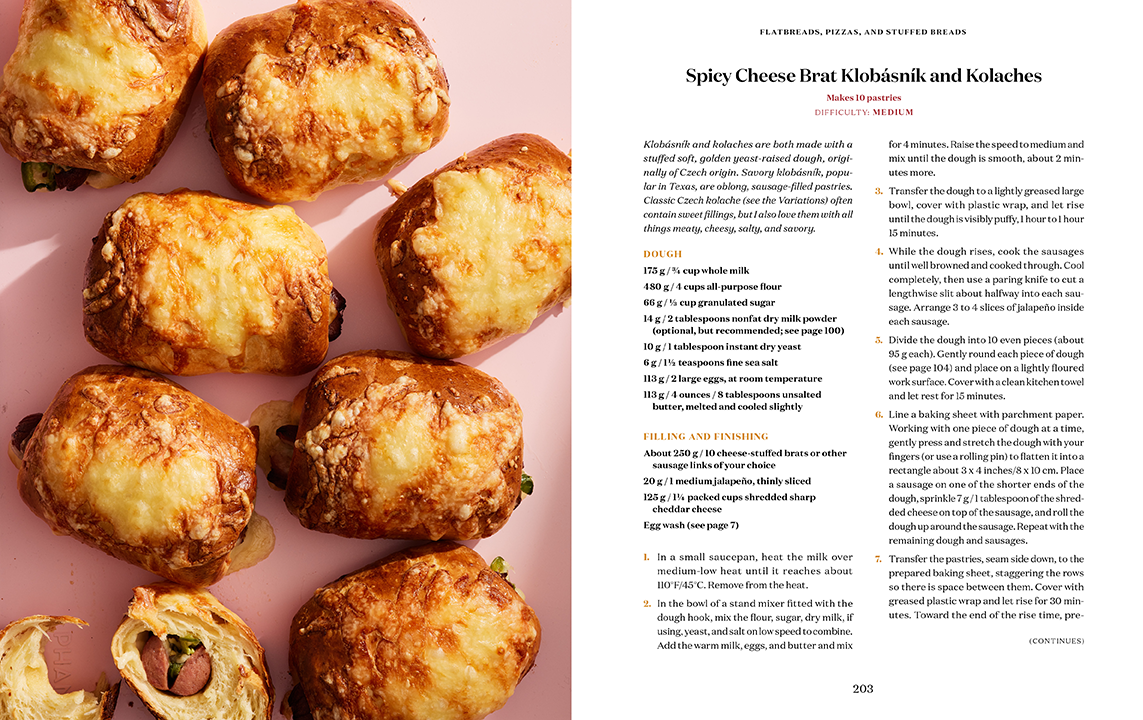 FLATBREADS, PIZZAS, AND STUFFED BREADS
Spicy Cheese Brat Klobásník and Kolaches
Makes 10 pastries
DIFFICULTY: MEDIUM
Klobásník and kolaches are both made with a
stuffed soft, golden yeast-raised dough, origi-
nally of Czech origin. Savory klobásník, popu-
lar in Texas, are oblong, sausage-filled pastries.
Classic Czech kolache (see the Variations) often
contain sweet fillings, but I also love them with all
things meaty, cheesy, salty, and savory.
DOUGH
175 g / ¾ cup whole milk
480 g / 4 cups all-purpose flour
66 g / ⅓ cup granulated sugar
14 g / 2 tablespoons nonfat dry milk powder
(optional, but recommended; see page 100)
10 g / 1 tablespoon instant dry yeast
6 g / 1½ teaspoons fine sea salt
113 g / 2 large eggs, at room temperature
113 g / 4 ounces / 8 tablespoons unsalted
butter, melted and cooled slightly
FILLING AND FINISHING
About 250 g / 10 cheese-stuffed brats or other
sausage links of your choice
20 g / 1 medium jalapeño, thinly sliced
125 g / 1¼ packed cups shredded sharp
cheddar cheese
Egg wash (see page 7)
1. In a small saucepan, heat the milk over
medium-low heat until it reaches about
110°F/45°C. Remove from the heat.
2. In the bowl of a stand mixer fitted with the
dough hook, mix the flour, sugar, dry milk, if
using, yeast, and salt on low speed to combine.
Add the warm milk, eggs, and butter and mix
for 4 minutes. Raise the speed to medium and
mix until the dough is smooth, about 2 min-
utes more.
3. Transfer the dough to a lightly greased large
bowl, cover with plastic wrap, and let rise
until the dough is visibly puffy, 1 hour to 1 hour
15 minutes.
4. While the dough rises, cook the sausages
until well browned and cooked through. Cool
completely, then use a paring knife to cut a
lengthwise slit about halfway into each sau-
sage. Arrange 3 to 4 slices of jalapeño inside
each sausage.
5. Divide the dough into 10 even pieces (about
95 g each). Gently round each piece of dough
(see page 104) and place on a lightly floured
work surface. Cover with a clean kitchen towel
and let rest for 15 minutes.
6. Line a baking sheet with parchment paper.
Working with one piece of dough at a time,
gently press and stretch the dough with your
fingers (or use a rolling pin) to flatten it into a
rectangle about 3 x 4 inches/8 x 10 cm. Place
a sausage on one of the shorter ends of the
dough, sprinkle 7 g / 1 tablespoon of the shred-
ded cheese on top of the sausage, and roll the
dough up around the sausage. Repeat with the
remaining dough and sausages.
7. Transfer the pastries, seam side down, to the
prepared baking sheet, staggering the rows
so there is space between them. Cover with
greased plastic wrap and let rise for 30 min-
utes. Toward the end of the rise time, pre-
(CONTINUES)
203